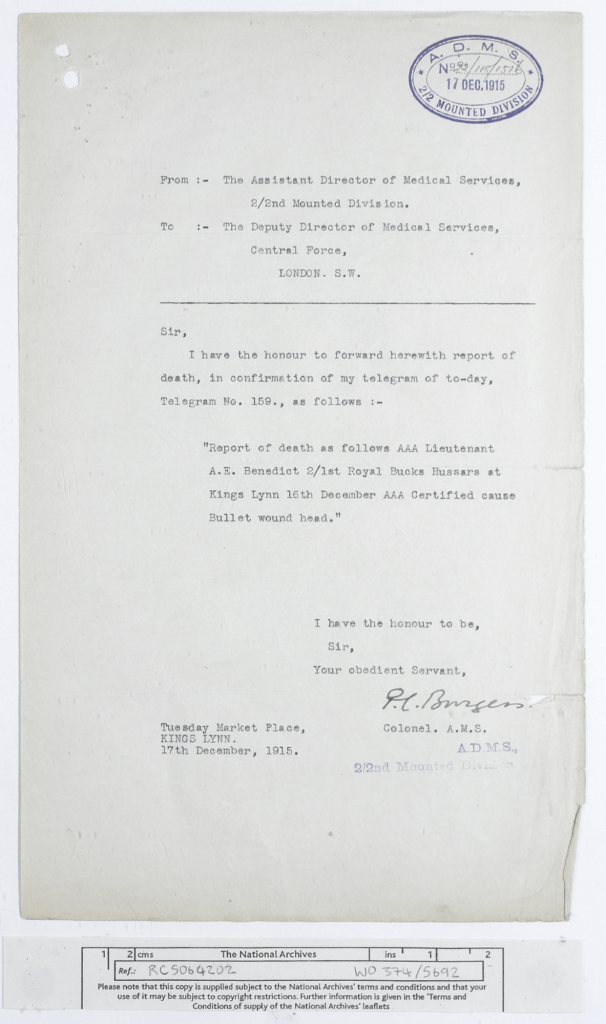 A. D. M. S.
No
17 DEC. 1915
2/2 MOUNTED DIVISION
From :- The Assistant Director of Medical Services,
2/2nd Mounted Division.
To :- The Deputy Director of Medical Services,
Central Force,
LONDON. S.W.
Sir,
I have the honour to forward herewith report of
death, in confirmation of my telegram of to-day,
Telegram No. 159., as follows :-
"Report of death as follows AAA Lieutenant
A.E. Benedict 2/1st Royal Bucks Hussars at
Kings Lynn 16th December AAA Certified cause
Bullet wound head."
I have the honour to be,
Sir,
Your obedient Servant,
Burgess.
Tuesday Market Place,
KINGS LYNN.
17th December, 1915.
Colonel. A.M.S.
A.D.M.S.,
2/2nd Mounted Division
1 2 cms The National Archives ins 1 2
Ref.: RC5064202 WO 374/5692
Please note that this copy is supplied subject to the National Archives' terms and conditions and that your
use of it may be subject to copyright restrictions. Further information is given in the 'Terms and
Conditions of supply of the National Archives' leaflets